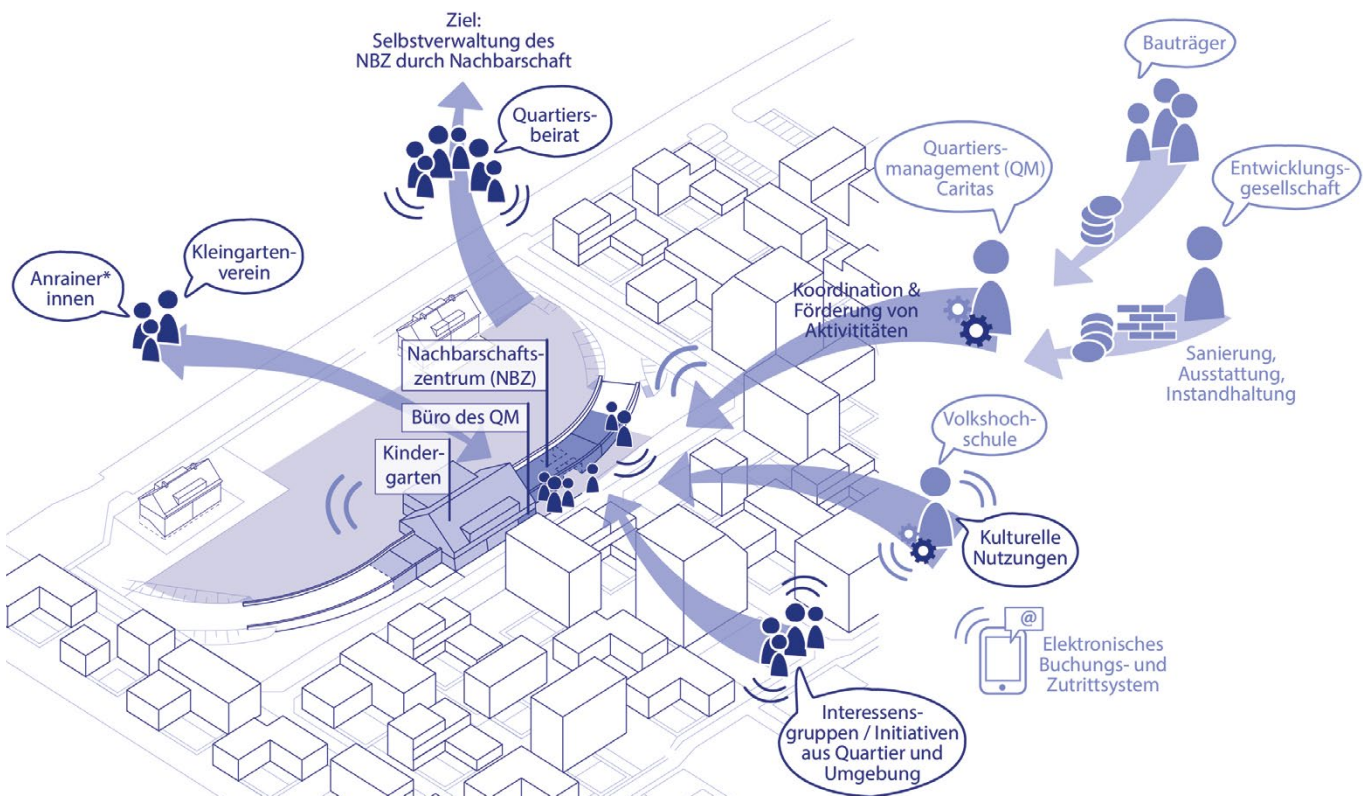 Ziel:
Selbstverwaltung des
NBZ durch Nachbarschaft
Quartiers-
beirat
Bauträger
Quartiers-
management (QM)
Caritas
Entwicklungs-
gesellschaft
Kleingarten-
verein
Anrainer*
innen
Koordination &
Förderung von
Aktivititäten
Nachbarschafts-
zentrum (NBZ)
Büro des QM
Kinder-
garten
Sanierung,
Ausstattung,
Instandhaltung
Volkshoch-
schule
Kulturelle
Nutzungen
@
Elektronisches
Buchungs- und
Zutrittsystem
Interessens-
gruppen / Initiativen
aus Quartier und
Umgebung